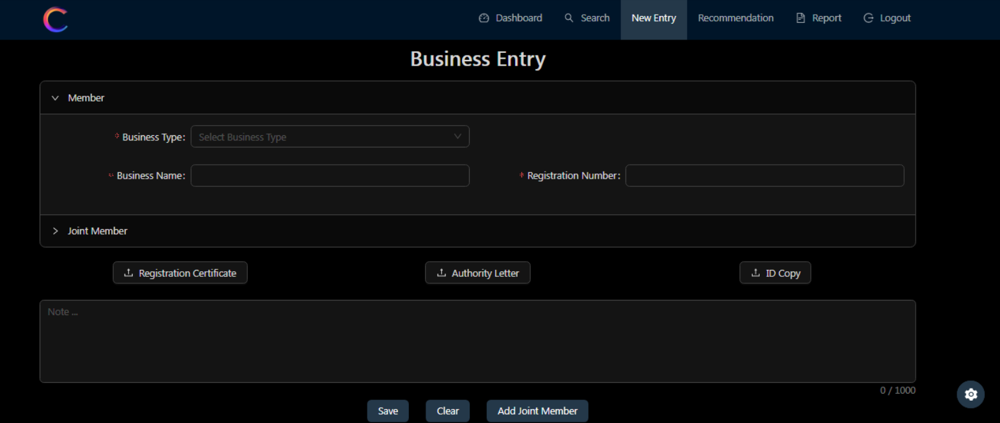 Dashboard Search New Entry Recommendation Report Logout
Business Entry
Member
* Business Type: Select Business Type
* Business Name:
* Registration Number:
Joint Member
Registration Certificate Authority Letter ID Copy
Note ...
0 / 1000
Save Clear Add Joint Member